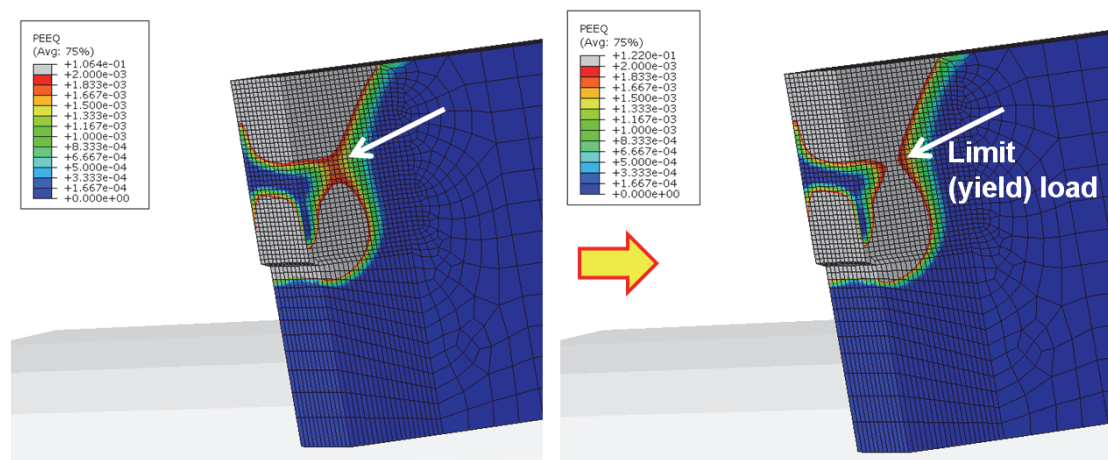 PEEQ
(Avg: 75%)
+1.064e-01
+2.000e-03
+1.833e-03
+1.667e-03
+1.500e-03
+1.333e-03
+1.167e-03
+1.000e-03
+8.333e-04
+6.667e-04
+5.000e-04
+3.333e-04
+1.667e-04
+0.000e+00
PEEQ
(Avg: 75%)
+1.220e-01
+2.000e-03
+1.833e-03
+1.667e-03
+1.500e-03
+1.333e-03
+1.167e-03
+1.000e-03
+8.333e-04
+6.667e-04
+5.000e-04
+3.333e-04
+1.667e-04
+0.000e+00
Limit
(yield) load